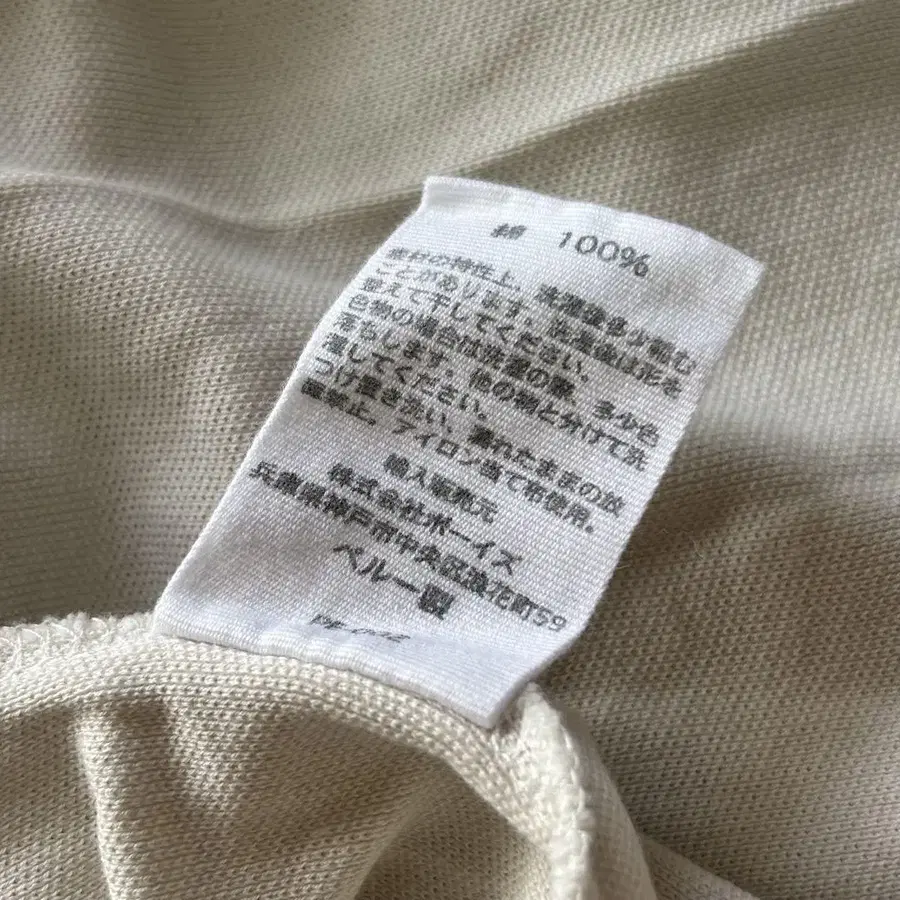 綿 100%
素材の特性上、水洗後多少縮む
ことがあります。洗濯後は形を
整えて干してください。
色物の場合は洗濯の際、多少色
落ちします。他の物と分けて洗
濯してください。
つけ置き洗い、濡れたままの放
置禁止。アイロン当て布使用。
輸入販売元
株式会社ボーイズ
兵庫県神戸市中央区浪花町59
ペルー製